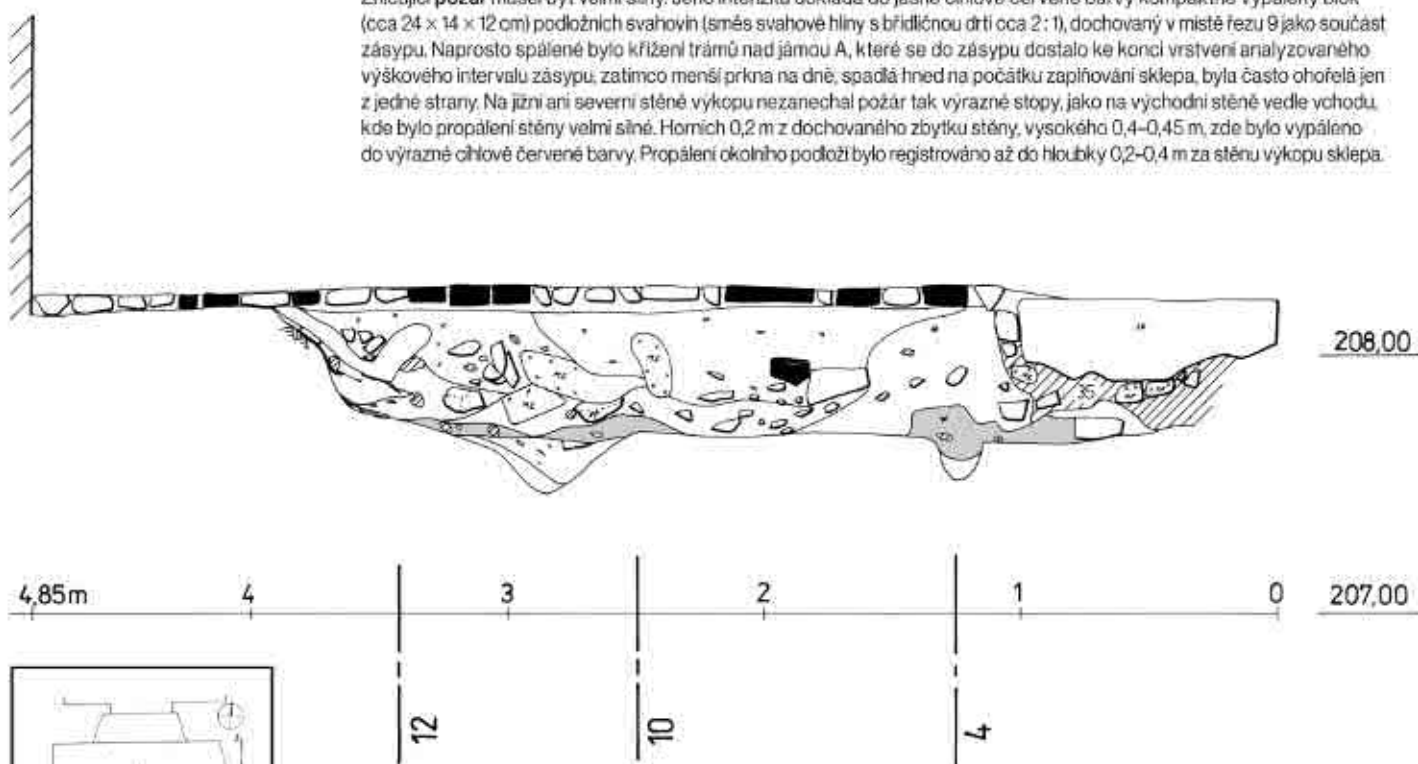 (cca 24 × 14 × 12 cm) podložních svahovin (směs svahové hlíny s břidličnou drtí cca 2 : 1), dochovaný v místě řezu 9 jako součást
zásypu. Naprosto spálené bylo křížení trámů nad jámou A, které se do zásypu dostalo ke konci vrstvení analyzovaného
výškového intervalu zásypu, zatímco menší prkna na dně, spadlá hned na počátku zaplňování sklepa, byla často ohořelá jen
z jedné strany. Na jižní ani severní stěně výkopu nezanechal požár tak výrazné stopy, jako na východní stěně vedle vchodu,
kde bylo propálení stěny velmi silné. Horních 0,2 m z dochovaného zbytku stěny, vysokého 0,4–0,45 m, zde bylo vypáleno
do výrazné cihlově červené barvy. Propálení okolního podloží bylo registrováno až do hloubky 0,2–0,4 m za stěnu výkopu sklepa.
208,00
4,85m 4 3 2 1 0 207,00
12 10 4